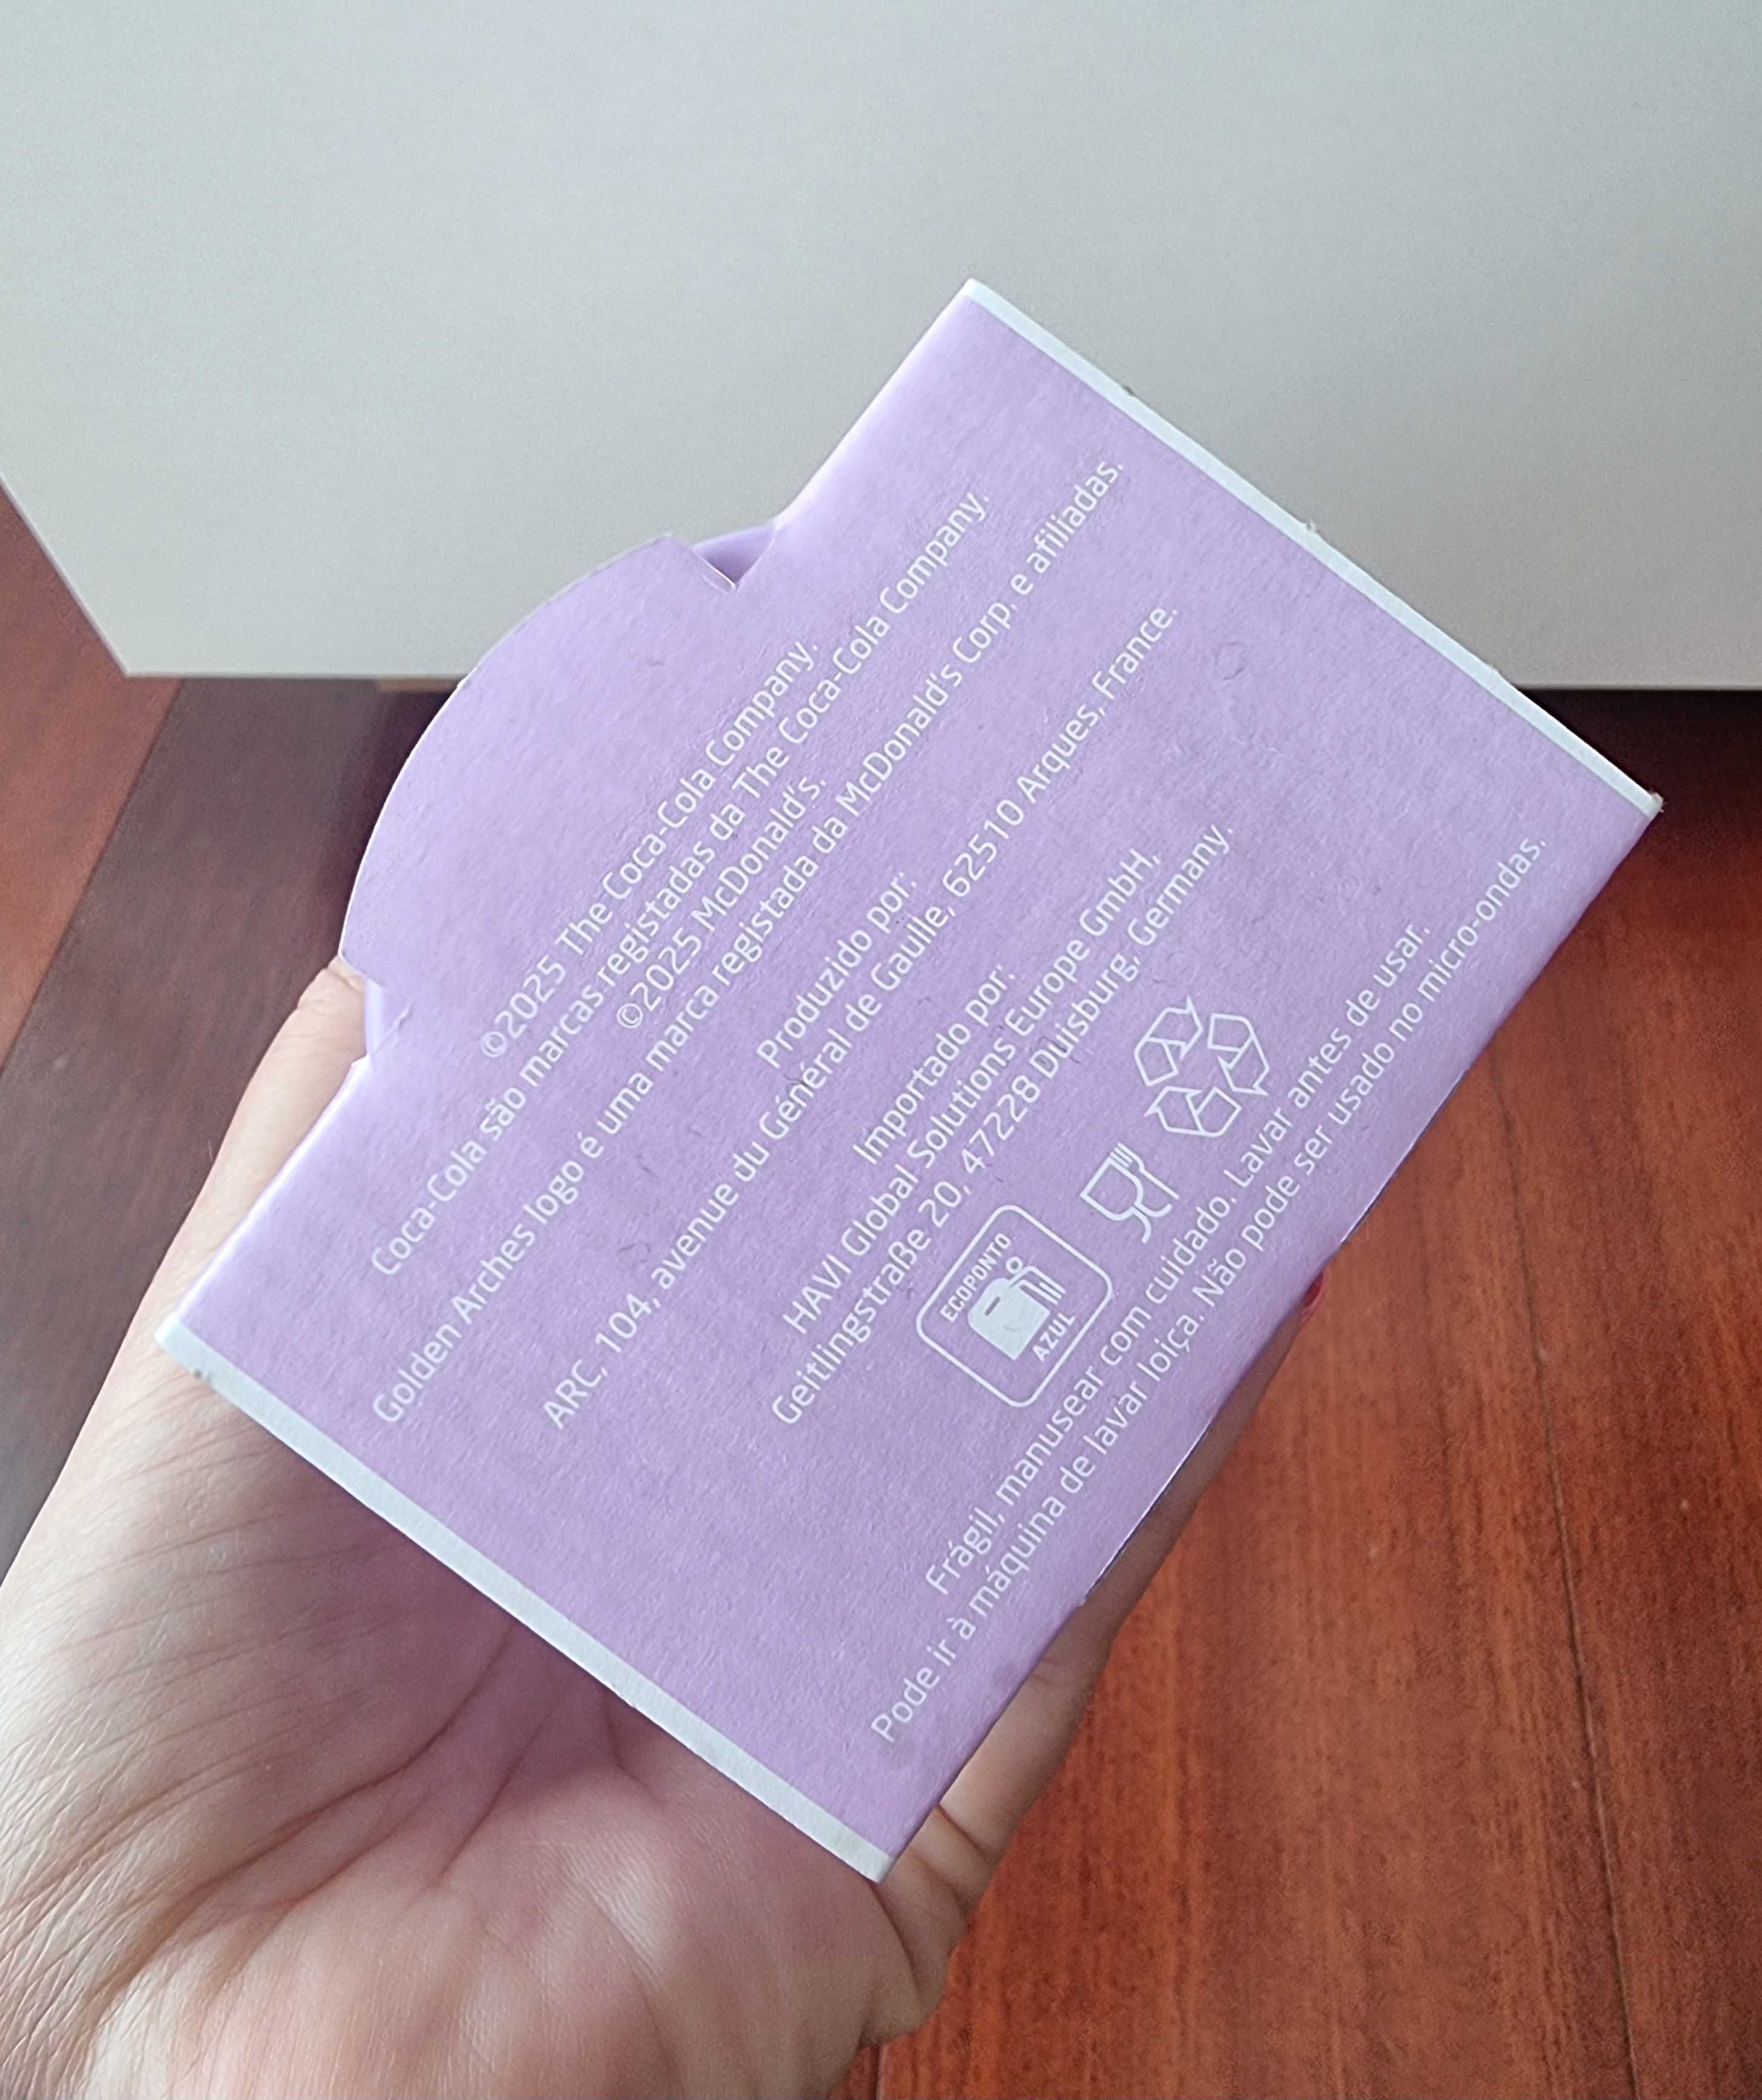 ©2025 The Coca-Cola Company.
Coca-Cola são marcas registadas da The Coca-Cola Company.
©2025 McDonald's.
Golden Arches logo é uma marca registada da McDonald's Corp. e afiliadas.
Produzido por:
ARC, 104, avenue du Général de Gaulle, 62510 Arques, France.
Importado por:
HAVI Global Solutions Europe GmbH,
Geitlingstraße 20, 47228 Duisburg, Germany.
ECOPONTO
AZUL
Frágil, manusear com cuidado. Lavar antes de usar.
Pode ir à máquina de lavar loiça. Não pode ser usado no micro-ondas.